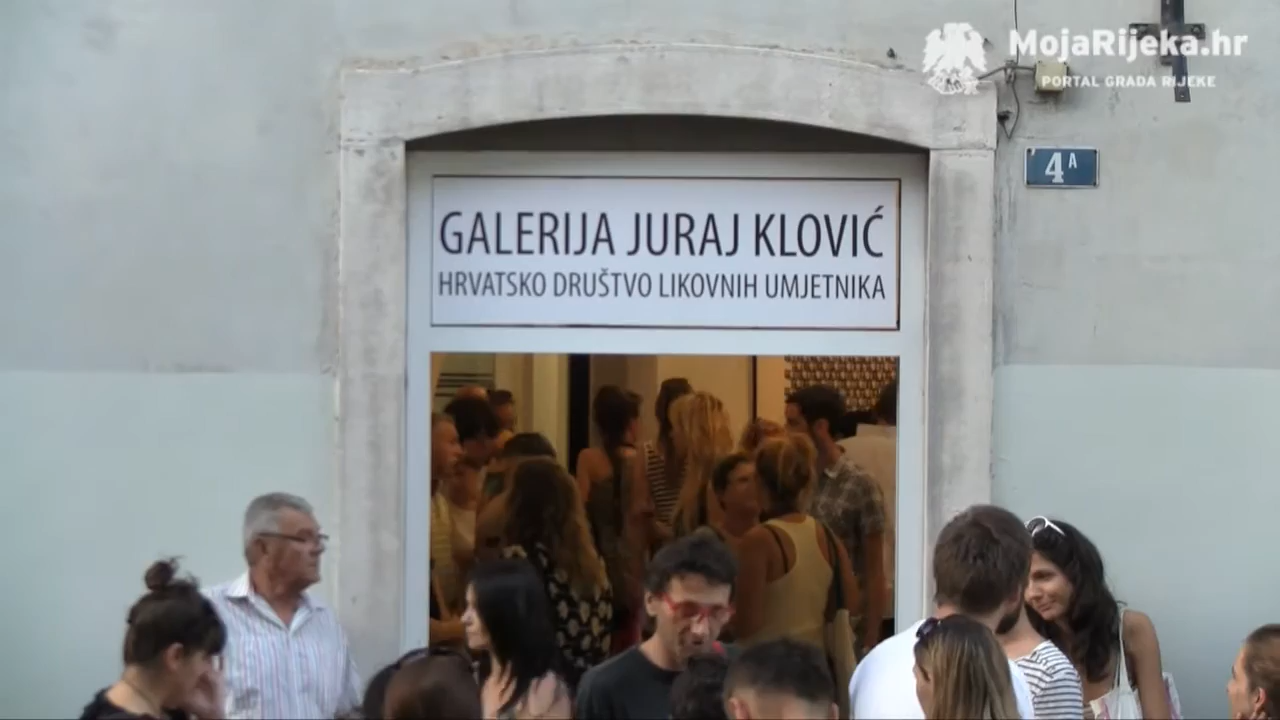 MojaRijeka.hr
PORTAL GRADA RIJEKE
4A
GALERIJA JURAJ KLOVIĆ
HRVATSKO DRUŠTVO LIKOVNIH UMJETNIKA